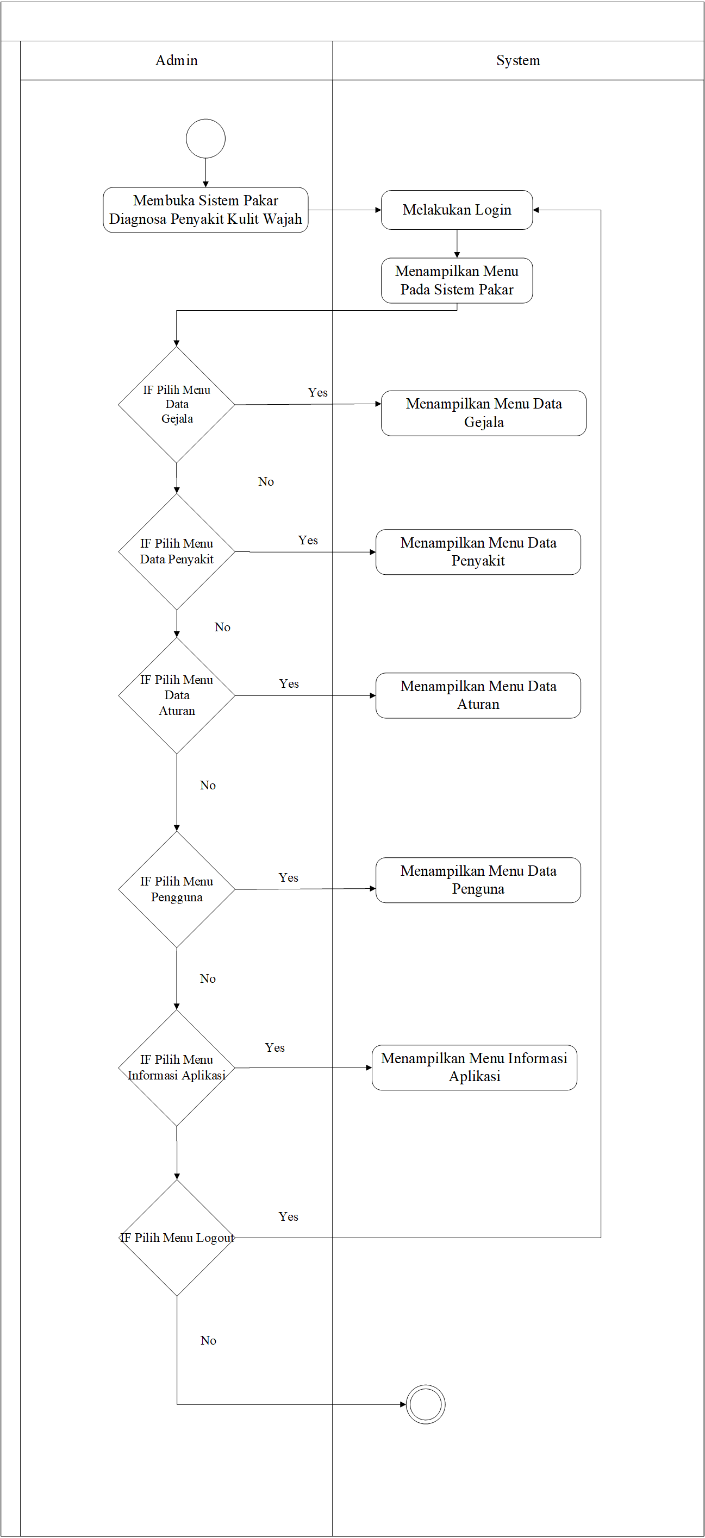 Admin
System
Membuka Sistem Pakar
Diagnosa Penyakit Kulit Wajah
Melakukan Login
Menampilkan Menu
Pada Sistem Pakar
IF Pilih Menu
Data
Gejala
Yes
Menampilkan Menu Data
Gejala
No
IF Pilih Menu
Data Penyakit
Yes
Menampilkan Menu Data
Penyakit
No
IF Pilih Menu
Data
Aturan
Yes
Menampilkan Menu Data
Aturan
No
IF Pilih Menu
Pengguna
Yes
Menampilkan Menu Data
Penguna
No
IF Pilih Menu
Informasi Aplikasi
Yes
Menampilkan Menu Informasi
Aplikasi
IF Pilih Menu Logout
Yes
No